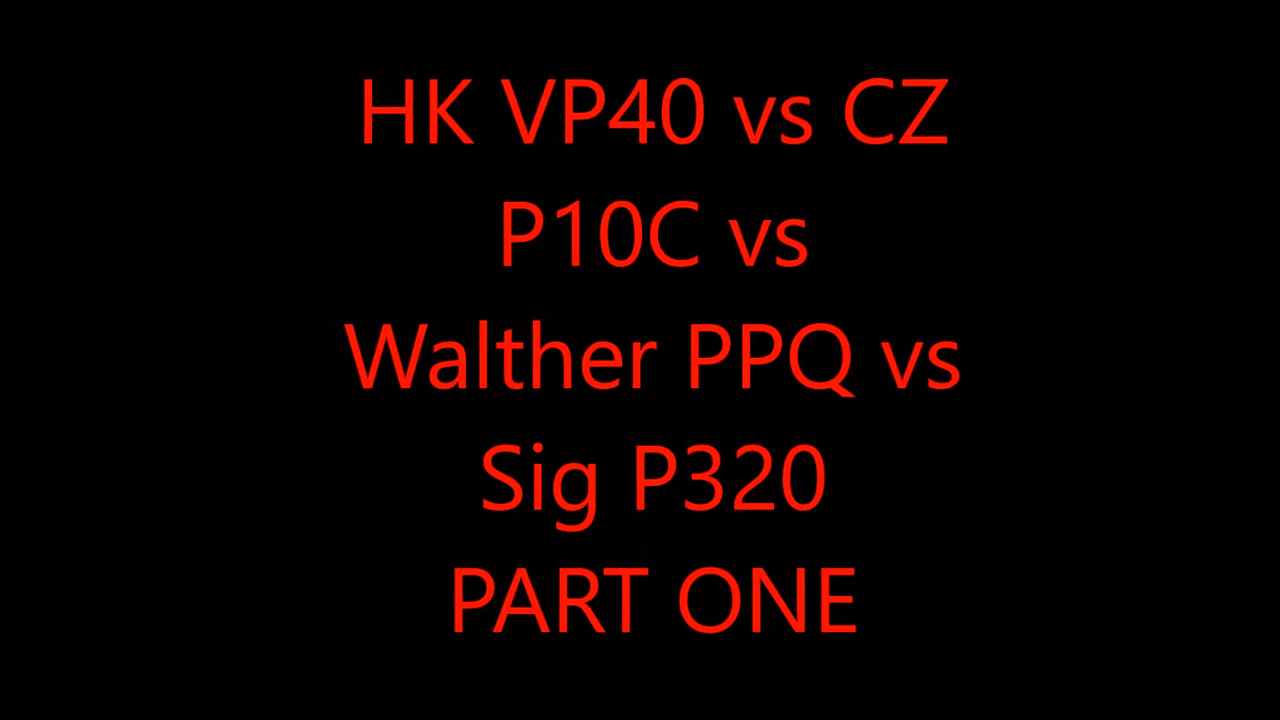 HK VP40 vs CZ
P10C vs
Walther PPQ vs
Sig P320
PART ONE